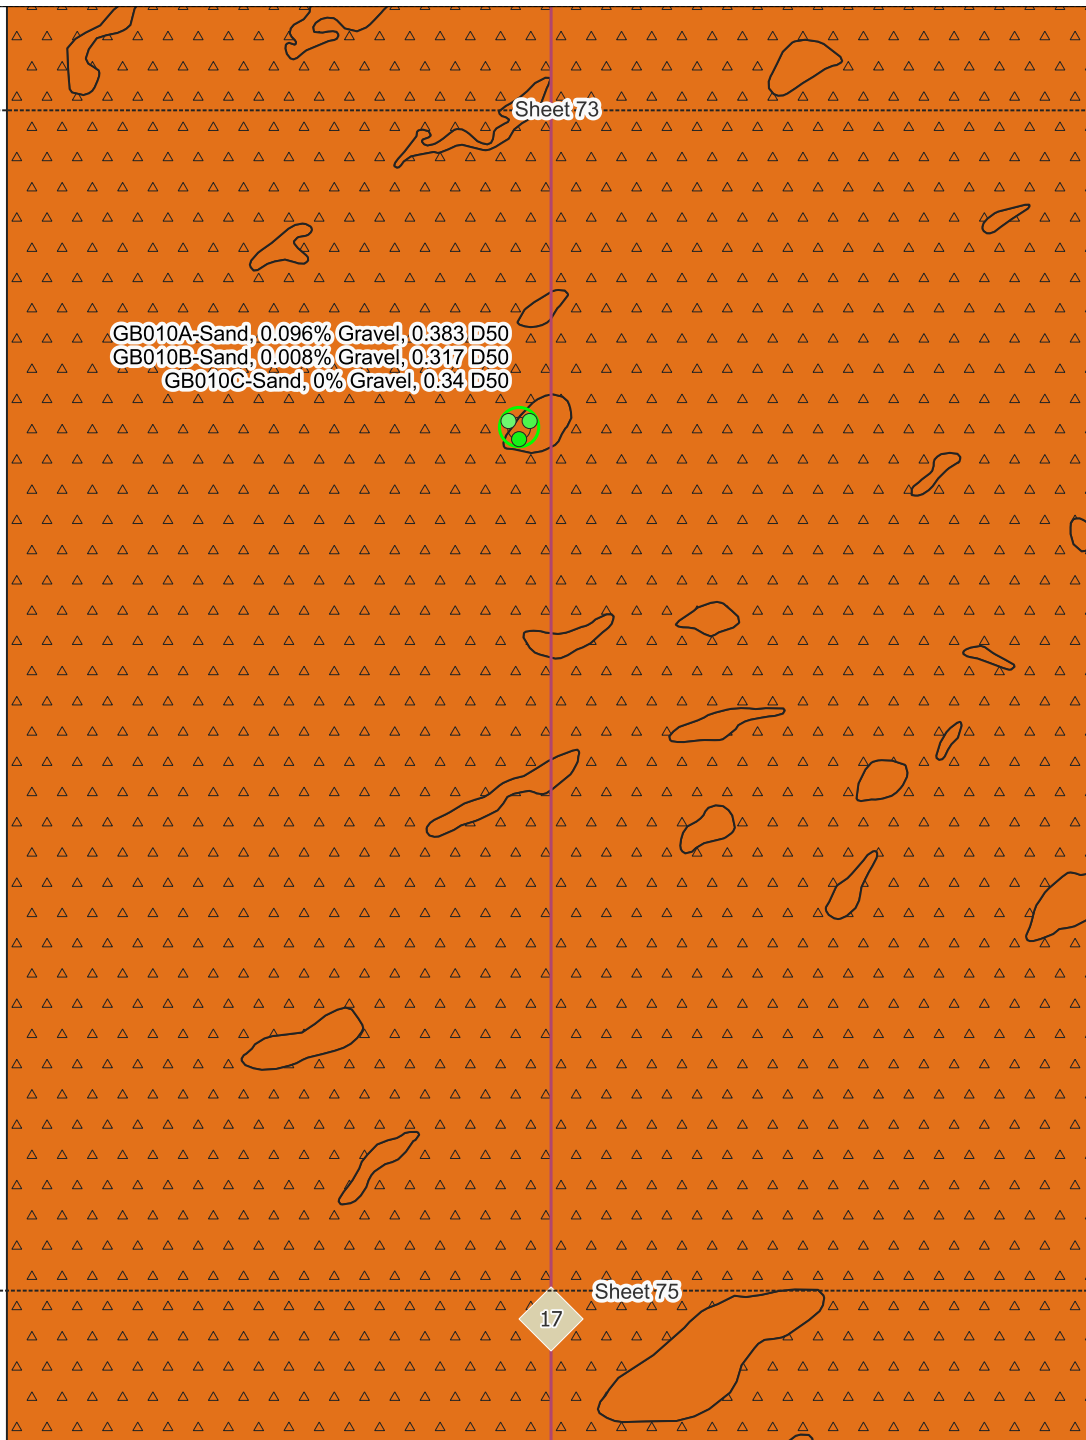 Sheet 73
GB010A-Sand, 0.096% Gravel, 0.383 D50
GB010B-Sand, 0.008% Gravel, 0.317 D50
GB010C-Sand, 0% Gravel, 0.34 D50
Sheet 75
17